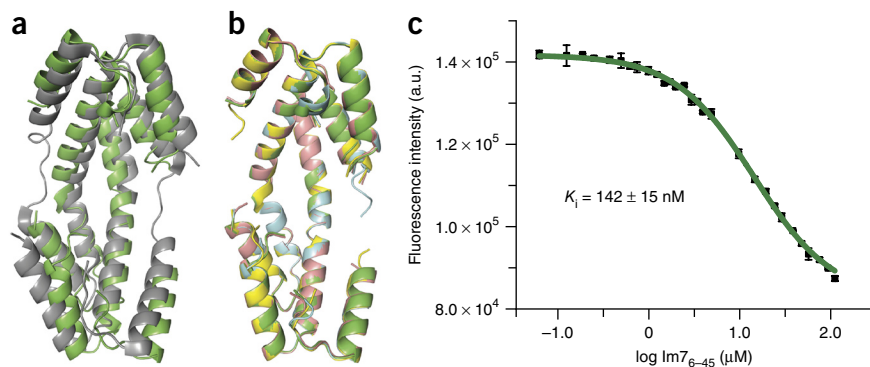 a
b
c
Fluorescence intensity (a.u.)
1.4 × 10⁵
1.2 × 10⁵
1.0 × 10⁵
8.0 × 10⁴
Kᵢ = 142 ± 15 nM
–1.0
0
1.0
2.0
log Im7₆₋₄₅ (μM)